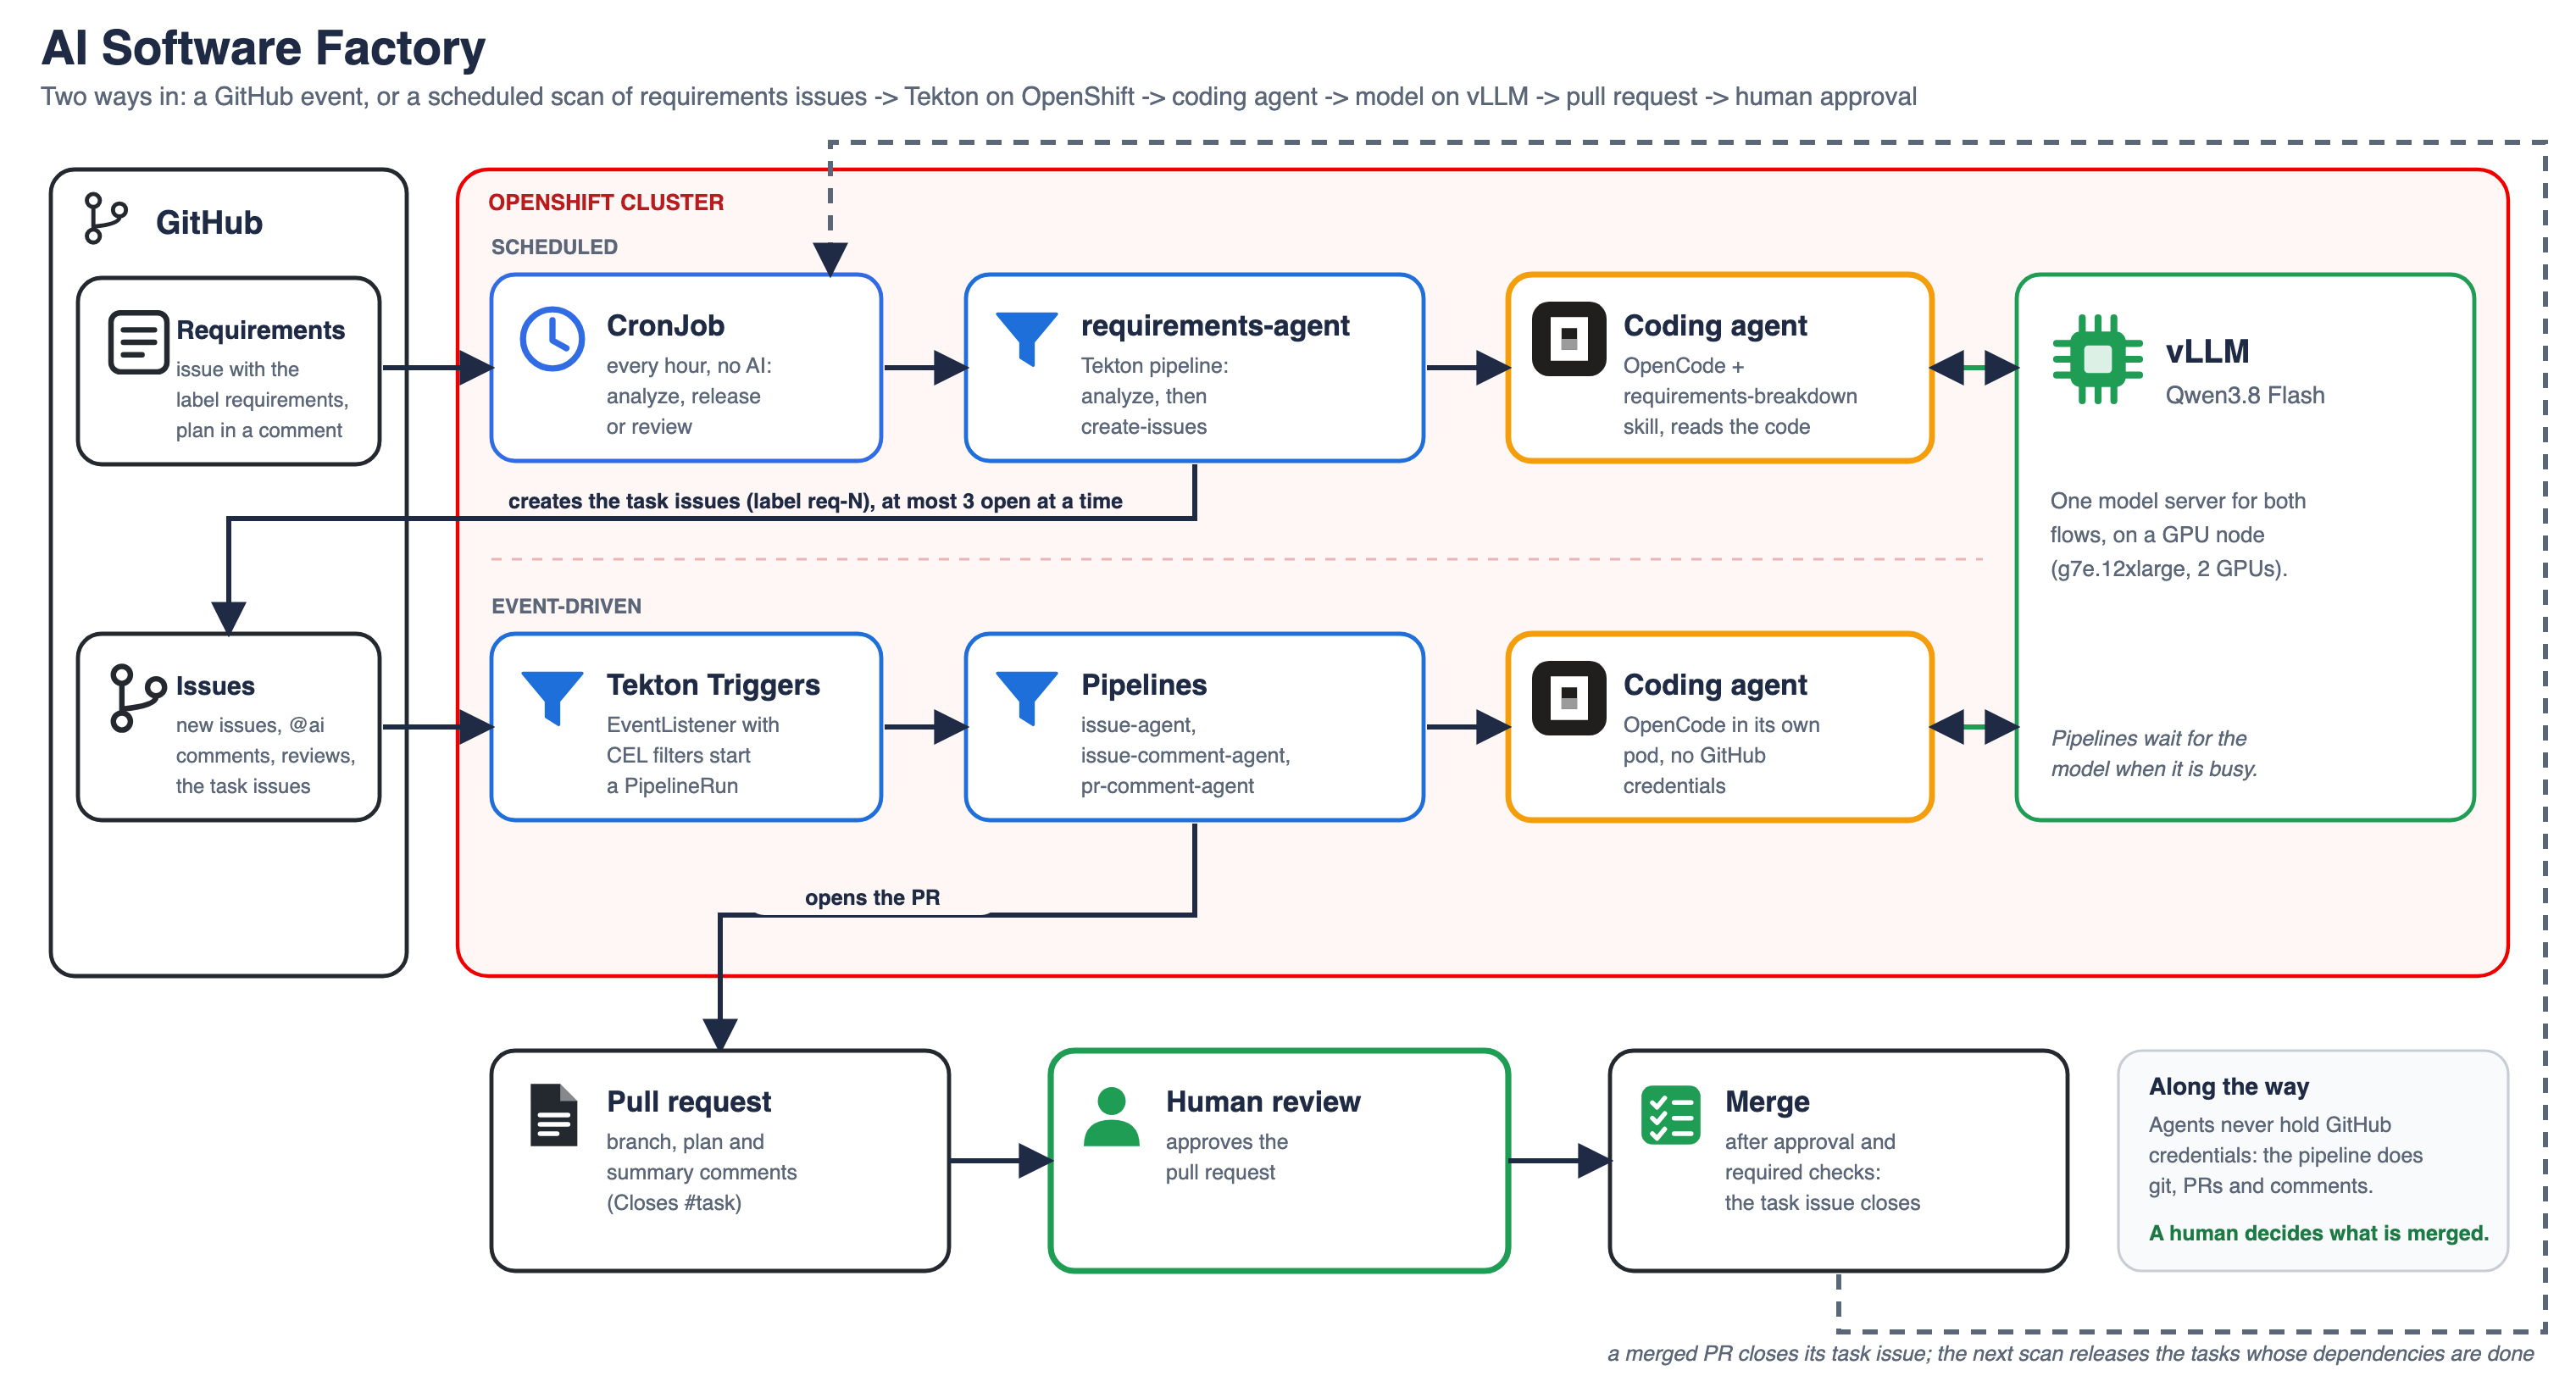 AI Software Factory
Two ways in: a GitHub event, or a scheduled scan of requirements issues -> Tekton on OpenShift -> coding agent -> model on vLLM -> pull request -> human approval
GitHub
Requirements
issue with the
label requirements,
plan in a comment
OPENSHIFT CLUSTER
SCHEDULED
CronJob
every hour, no AI:
analyze, release
or review
requirements-agent
Tekton pipeline:
analyze, then
create-issues
Coding agent
OpenCode +
requirements-breakdown
skill, reads the code
vLLM
Qwen3.8 Flash
One model server for both
flows, on a GPU node
(g7e.12xlarge, 2 GPUs).
Pipelines wait for the
model when it is busy.
creates the task issues (label req-N), at most 3 open at a time
EVENT-DRIVEN
Issues
new issues, @ai
comments, reviews,
the task issues
Tekton Triggers
EventListener with
CEL filters start
a PipelineRun
Pipelines
issue-agent,
issue-comment-agent,
pr-comment-agent
Coding agent
OpenCode in its own
pod, no GitHub
credentials
opens the PR
Pull request
branch, plan and
summary comments
(Closes #task)
Human review
approves the
pull request
Merge
after approval and
required checks:
the task issue closes
Along the way
Agents never hold GitHub
credentials: the pipeline does
git, PRs and comments.
A human decides what is merged.
a merged PR closes its task issue; the next scan releases the tasks whose dependencies are done